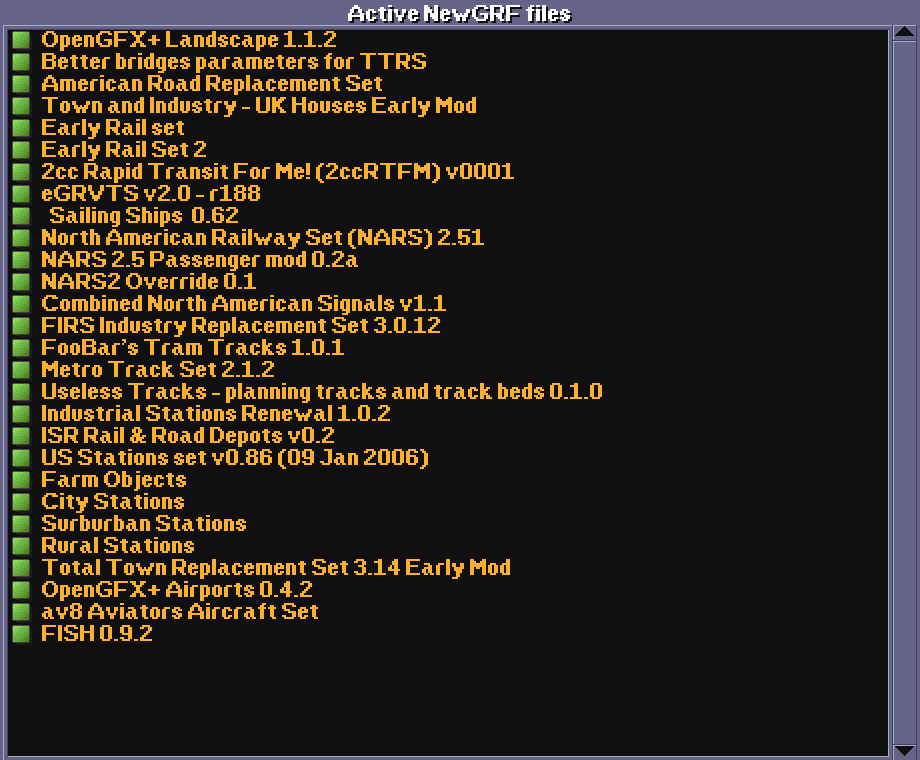 Active NewGRF files
OpenGFX+ Landscape 1.1.2
Better bridges parameters for TTRS
American Road Replacement Set
Town and Industry - UK Houses Early Mod
Early Rail set
Early Rail Set 2
2cc Rapid Transit For Me! (2ccRTFM) v0001
eGRVTS v2.0 - r188
Sailing Ships 0.62
North American Railway Set (NARS) 2.51
NARS 2.5 Passenger mod 0.2a
NARS2 Override 0.1
Combined North American Signals v1.1
FIRS Industry Replacement Set 3.0.12
FooBar's Tram Tracks 1.0.1
Metro Track Set 2.1.2
Useless Tracks - planning tracks and track beds 0.1.0
Industrial Stations Renewal 1.0.2
ISR Rail & Road Depots v0.2
US Stations set v0.86 (09 Jan 2006)
Farm Objects
City Stations
Surburban Stations
Rural Stations
Total Town Replacement Set 3.14 Early Mod
OpenGFX+ Airports 0.4.2
av8 Aviators Aircraft Set
FISH 0.9.2